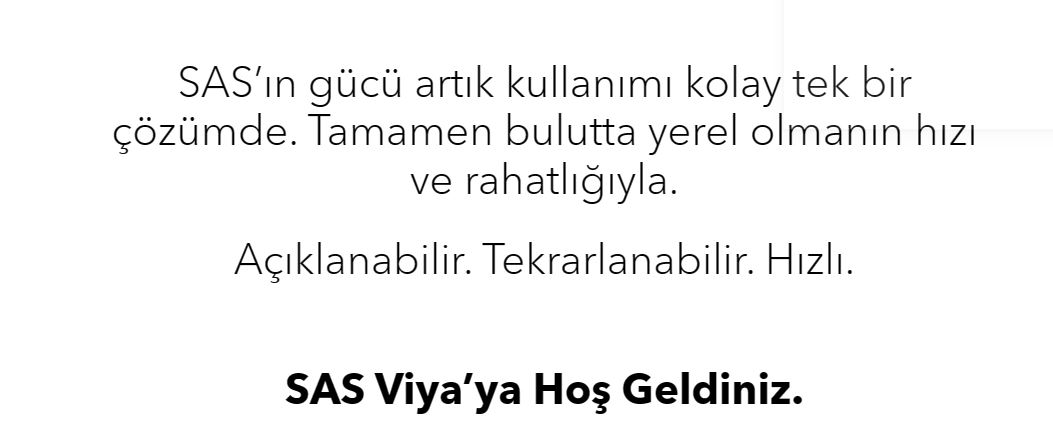 SAS’ın gücü artık kullanımı kolay tek bir
çözümde. Tamamen bulutta yerel olmanın hızı
ve rahatlığıyla.
Açıklanabilir. Tekrarlanabilir. Hızlı.
SAS Viya’ya Hoş Geldiniz.